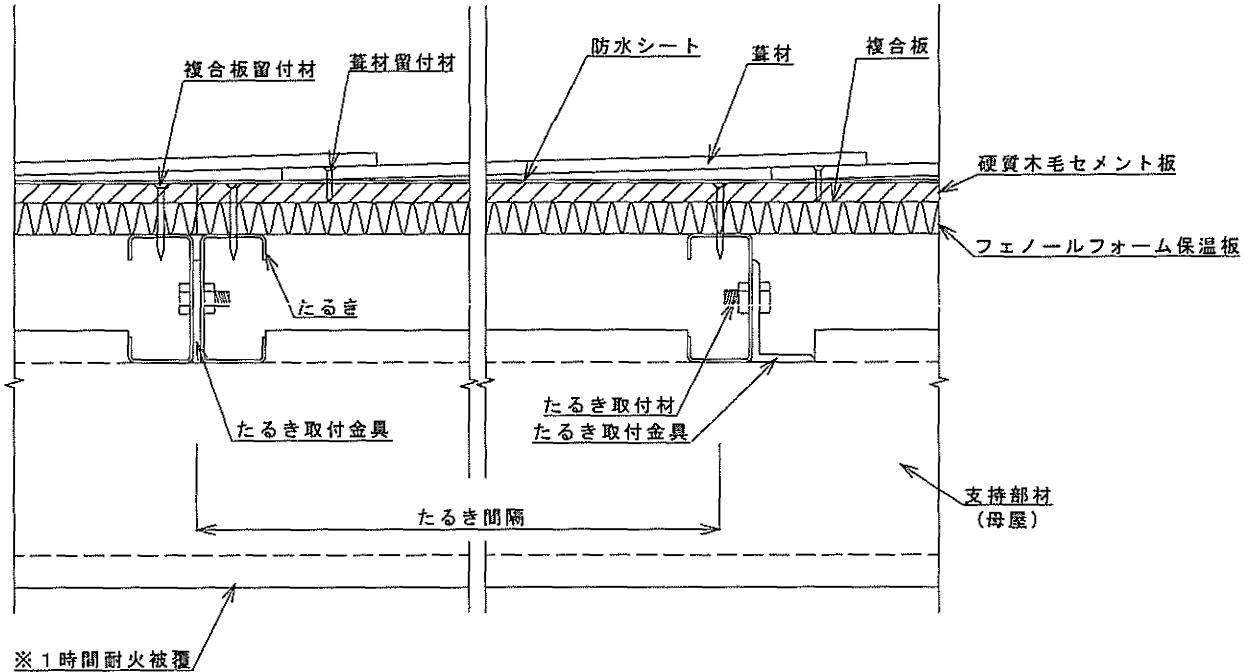 防水シート
複合板
複合板留付材
葺材留付材
葺材
硬質木毛セメント板
フェノールフォーム保温板
たるき
たるき取付材
たるき取付金具
たるき取付金具
支持部材
(母屋)
たるき間隔
※1時間耐火被覆